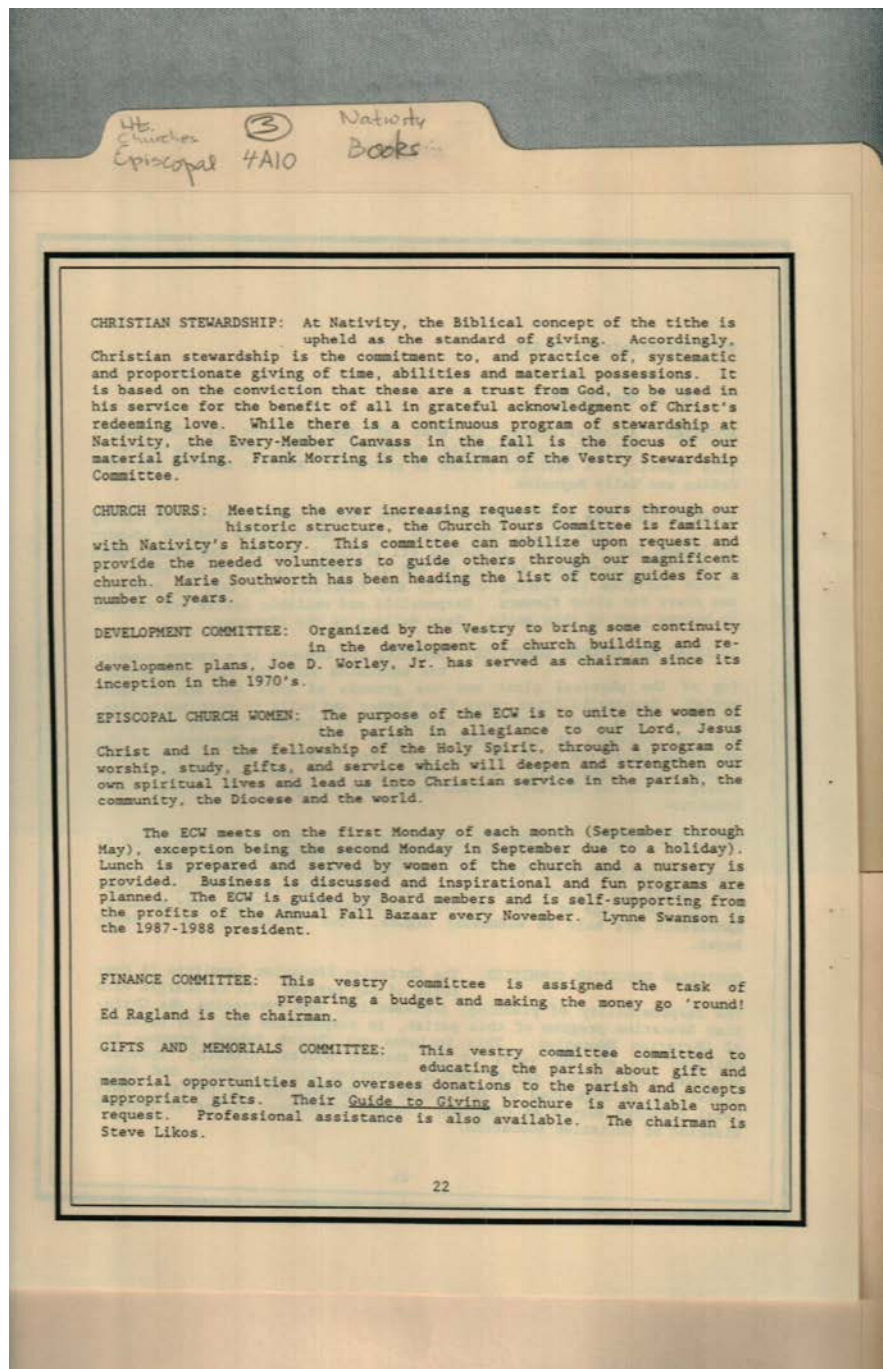 Ht. Churches Episcopal
③ 4A10
Nativity Books
CHRISTIAN STEWARDSHIP: At Nativity, the Biblical concept of the tithe is
upheld as the standard of giving. Accordingly,
Christian stewardship is the commitment to, and practice of, systematic
and proportionate giving of time, abilities and material possessions. It
is based on the conviction that these are a trust from God, to be used in
his service for the benefit of all in grateful acknowledgment of Christ's
redeeming love. While there is a continuous program of stewardship at
Nativity, the Every-Member Canvass in the fall is the focus of our
material giving. Frank Morring is the chairman of the Vestry Stewardship
Committee.
CHURCH TOURS: Meeting the ever increasing request for tours through our
historic structure, the Church Tours Committee is familiar
with Nativity's history. This committee can mobilize upon request and
provide the needed volunteers to guide others through our magnificent
church. Marie Southworth has been heading the list of tour guides for a
number of years.
DEVELOPMENT COMMITTEE: Organized by the Vestry to bring some continuity
in the development of church building and re-
development plans, Joe D. Worley, Jr. has served as chairman since its
inception in the 1970's.
EPISCOPAL CHURCH WOMEN: The purpose of the ECW is to unite the women of
the parish in allegiance to our Lord, Jesus
Christ and in the fellowship of the Holy Spirit, through a program of
worship, study, gifts, and service which will deepen and strengthen our
own spiritual lives and lead us into Christian service in the parish, the
community, the Diocese and the world.
The ECW meets on the first Monday of each month (September through
May), exception being the second Monday in September due to a holiday).
Lunch is prepared and served by women of the church and a nursery is
provided. Business is discussed and inspirational and fun programs are
planned. The ECW is guided by Board members and is self-supporting from
the profits of the Annual Fall Bazaar every November. Lynne Swanson is
the 1987-1988 president.
FINANCE COMMITTEE: This vestry committee is assigned the task of
preparing a budget and making the money go 'round!
Ed Ragland is the chairman.
GIFTS AND MEMORIALS COMMITTEE: This vestry committee committed to
educating the parish about gift and
memorial opportunities also oversees donations to the parish and accepts
appropriate gifts. Their Guide to Giving brochure is available upon
request. Professional assistance is also available. The chairman is
Steve Likos.
22